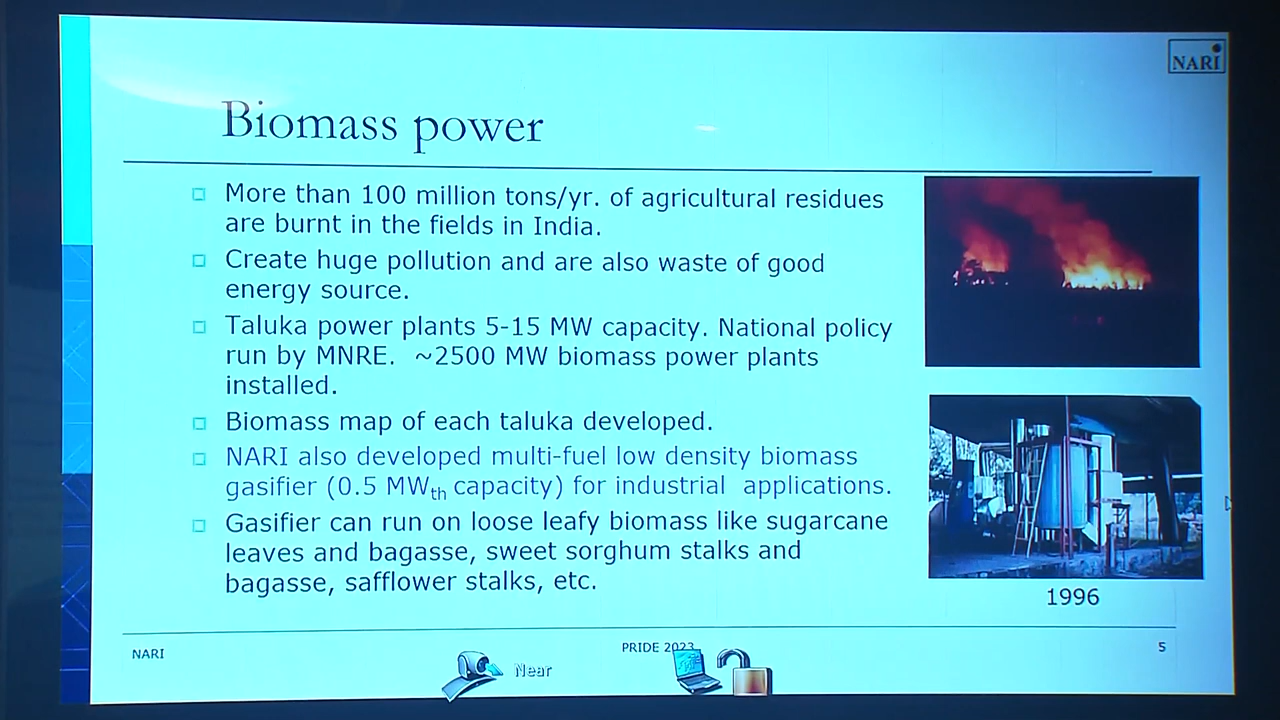 NARI
Biomass power
More than 100 million tons/yr. of agricultural residues
are burnt in the fields in India.
Create huge pollution and are also waste of good
energy source.
Taluka power plants 5-15 MW capacity. National policy
run by MNRE. ~2500 MW biomass power plants
installed.
Biomass map of each taluka developed.
NARI also developed multi-fuel low density biomass
gasifier (0.5 MWth capacity) for industrial applications.
Gasifier can run on loose leafy biomass like sugarcane
leaves and bagasse, sweet sorghum stalks and
bagasse, safflower stalks, etc.
1996
NARI
PRIDE 2023
5
Near